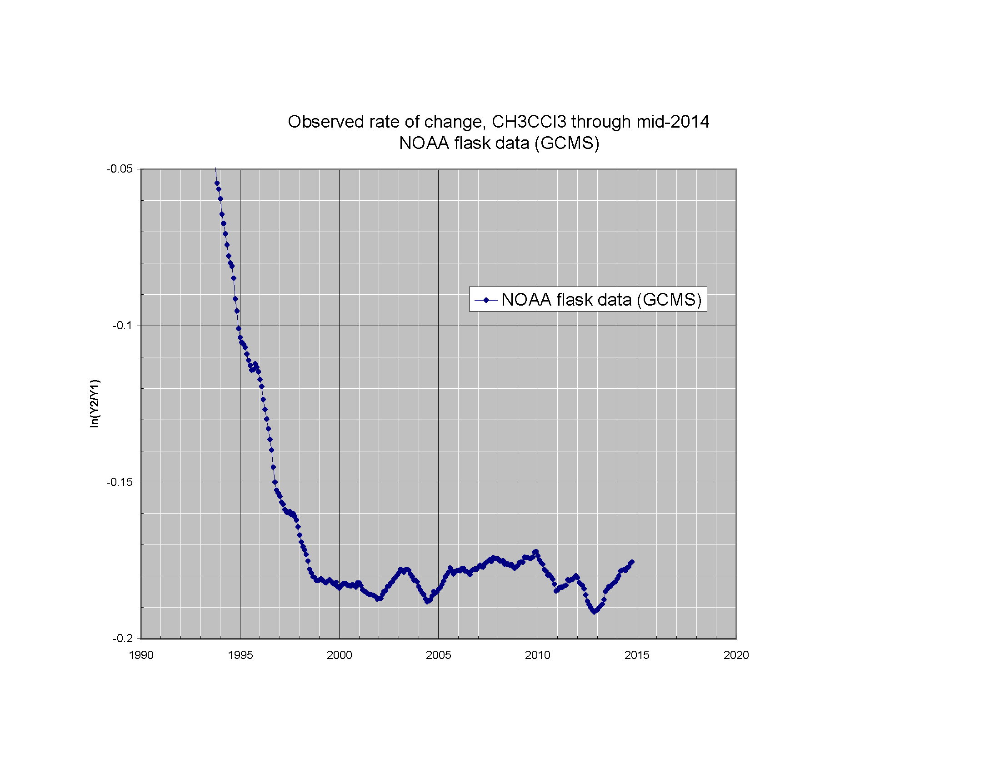 Observed rate of change, CH3CCl3 through mid-2014
NOAA flask data (GCMS)
-0.05
NOAA flask data (GCMS)
-0.1
ln(Y2/Y1)
-0.15
-0.2
1990 1995 2000 2005 2010 2015 2020